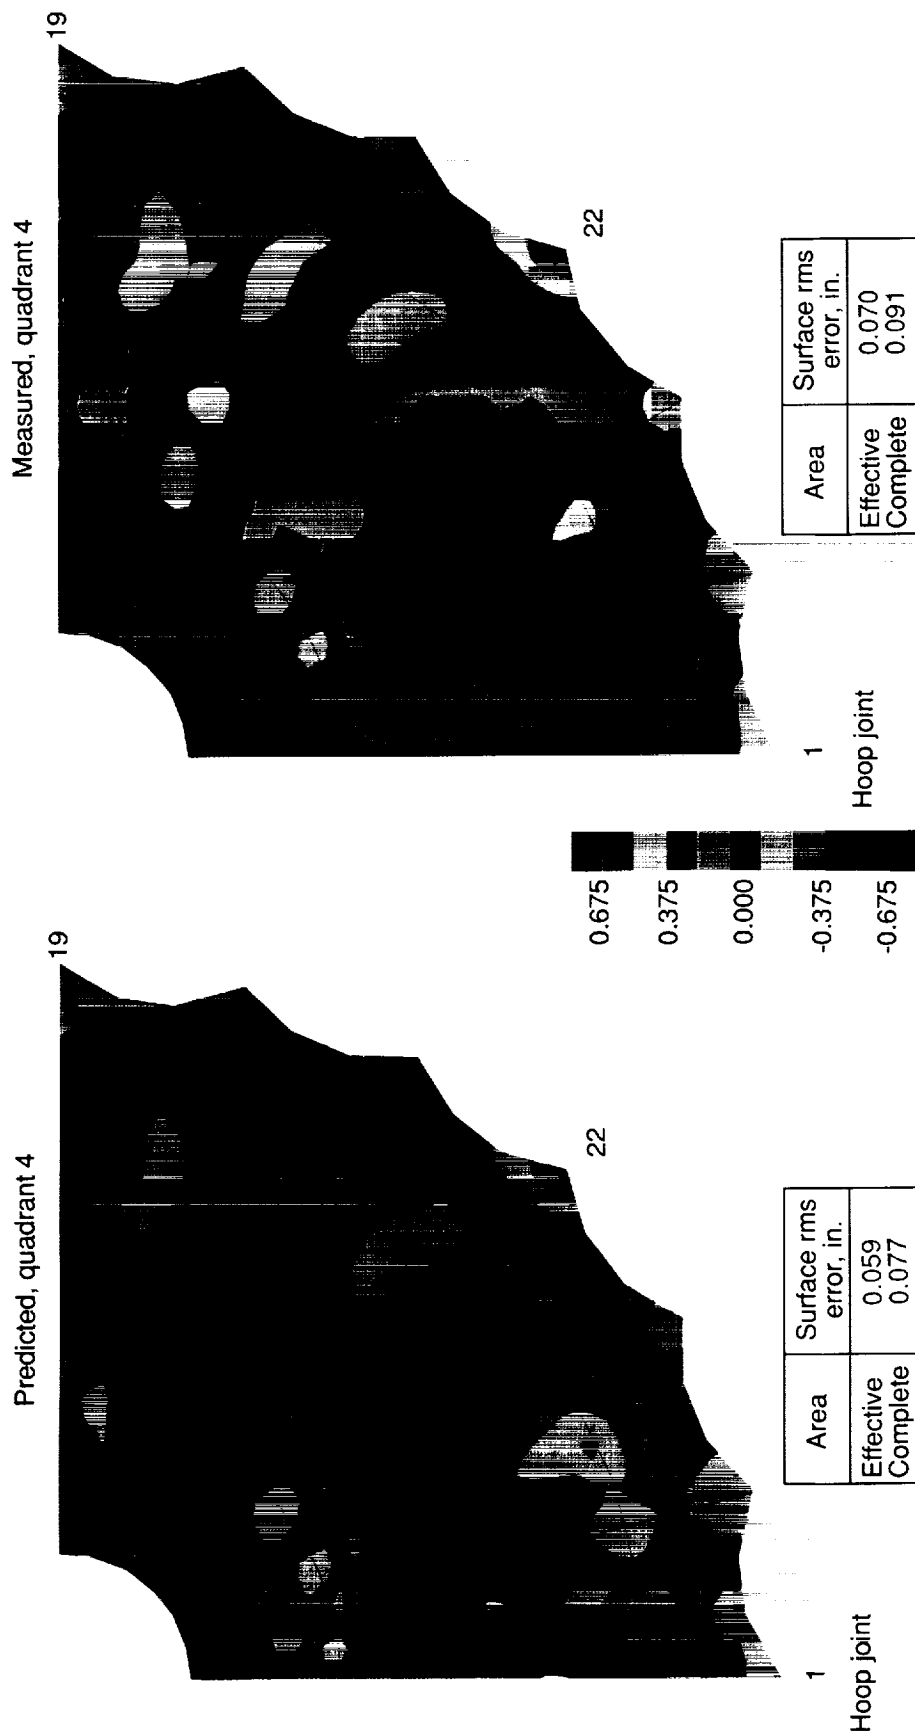 Predicted, quadrant 4
19
22
1
Hoop joint
Area
Surface rms
error, in.
Effective
0.059
Complete
0.077
0.675
0.375
0.000
-0.375
-0.675
Measured, quadrant 4
19
22
1
Hoop joint
Area
Surface rms
error, in.
Effective
0.070
Complete
0.091